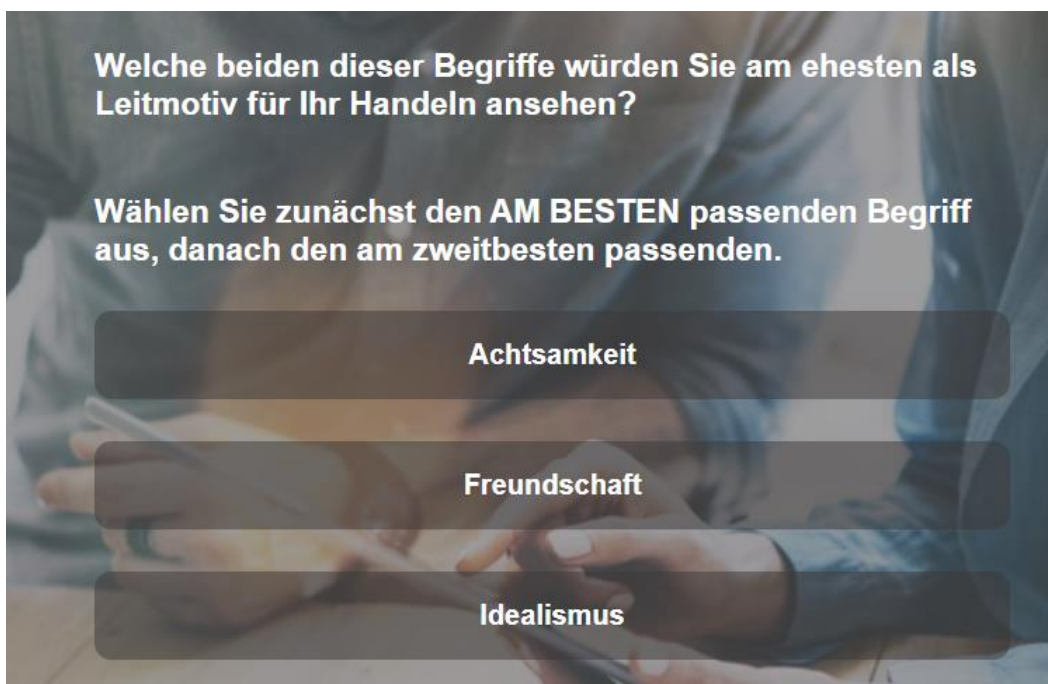 Welche beiden dieser Begriffe würden Sie am ehesten als
Leitmotiv für Ihr Handeln ansehen?
Wählen Sie zunächst den AM BESTEN passenden Begriff
aus, danach den am zweitbesten passenden.
Achtsamkeit
Freundschaft
Idealismus